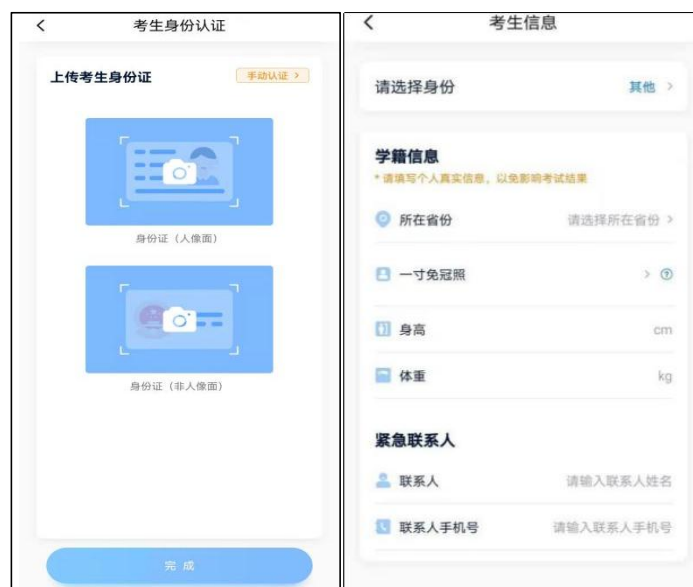 考生身份认证
上传考生身份证
手动认证 >
身份证（人像面）
身份证（非人像面）
完成
考生信息
请选择身份 其他 >
学籍信息
*请填写个人真实信息，以免影响考试结果
所在省份 请选择所在省份 >
一寸免冠照 > ?
身高 cm
体重 kg
紧急联系人
联系人 请输入联系人姓名
联系人手机号 请输入联系人手机号